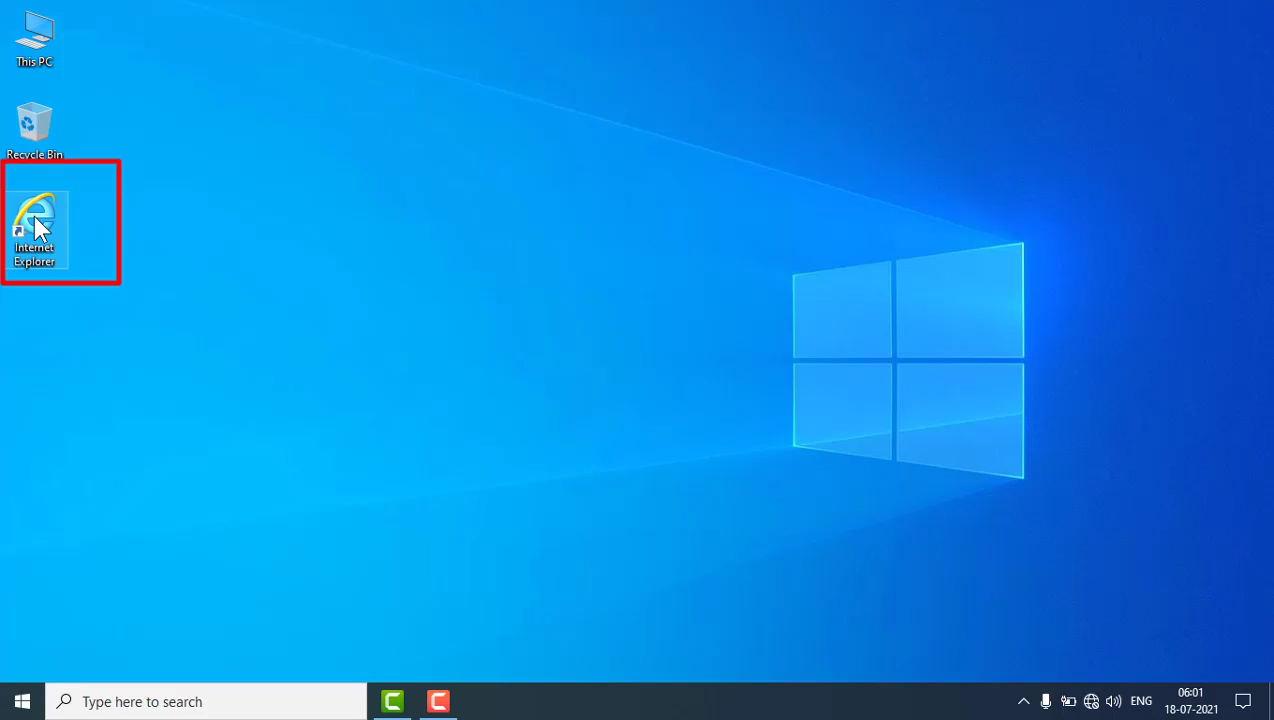 This PC
Recycle Bin
Internet
Explorer
Type here to search
ENG
06:01
18-07-2021